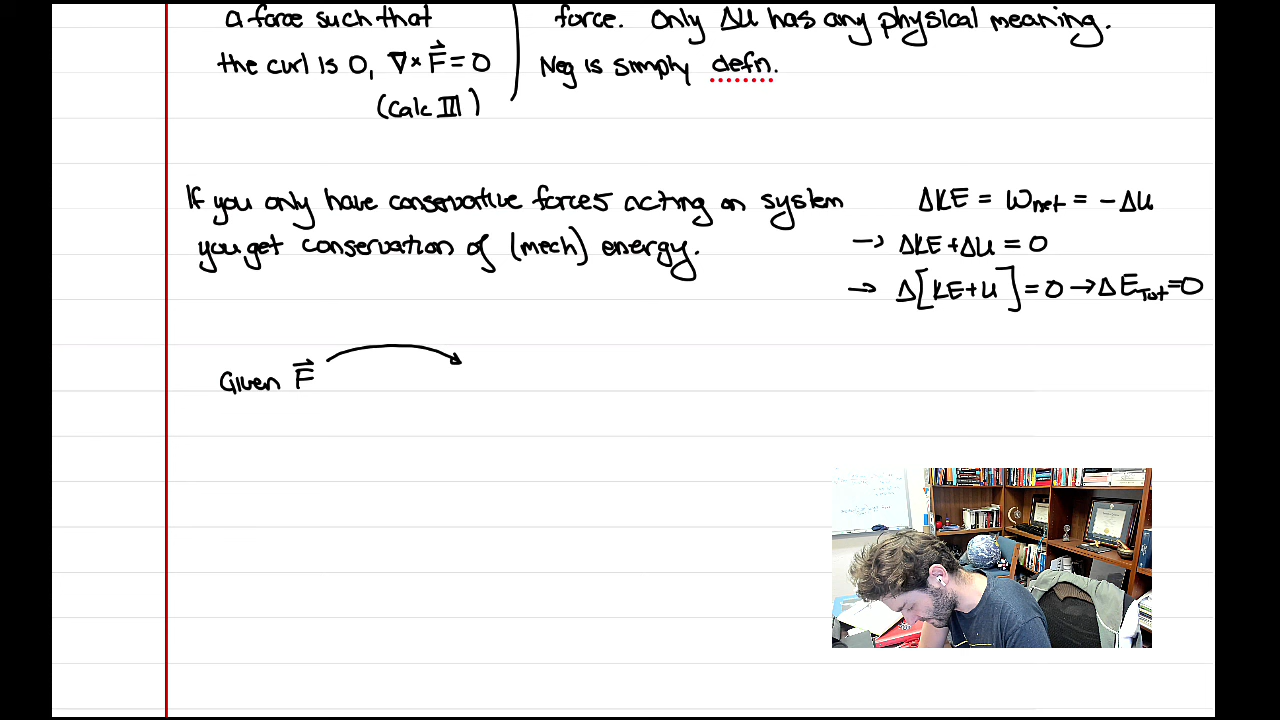 a force such that
the curl is 0, ∇×F⃗=0
(Calc III)
force. Only ΔU has any physical meaning.
Neg is simply defn.
If you only have conservative forces acting on system
you get conservation of (mech) energy.
ΔKE = Wnet = -ΔU
→ ΔKE+ΔU = 0
→ Δ[KE+U] = 0 → ΔETot=0
Given F⃗